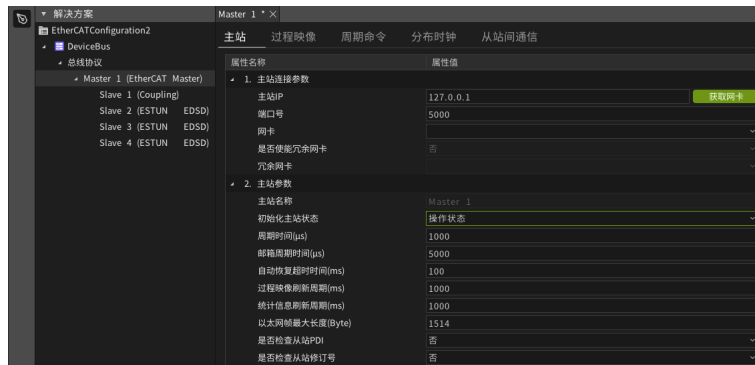 解决方案
EtherCATConfiguration2
DeviceBus
总线协议
Master 1 (EtherCAT Master)
Slave 1 (Coupling)
Slave 2 (ESTUN EDSD)
Slave 3 (ESTUN EDSD)
Slave 4 (ESTUN EDSD)
Master 1 *
主站 过程映像 周期命令 分布时钟 从站间通信
属性名称 属性值
1. 主站连接参数
主站IP 127.0.0.1 获取网卡
端口号 5000
网卡
是否使能冗余网卡 否
冗余网卡
2. 主站参数
主站名称 Master 1
初始化主站状态 操作状态
周期时间(μs) 1000
邮箱周期时间(μs) 5000
自动恢复超时时间(ms) 100
过程映像刷新周期(ms) 1000
统计信息刷新周期(ms) 1000
以太网帧最大长度(Byte) 1514
是否检查从站PDI 否
是否检查从站修订号 否